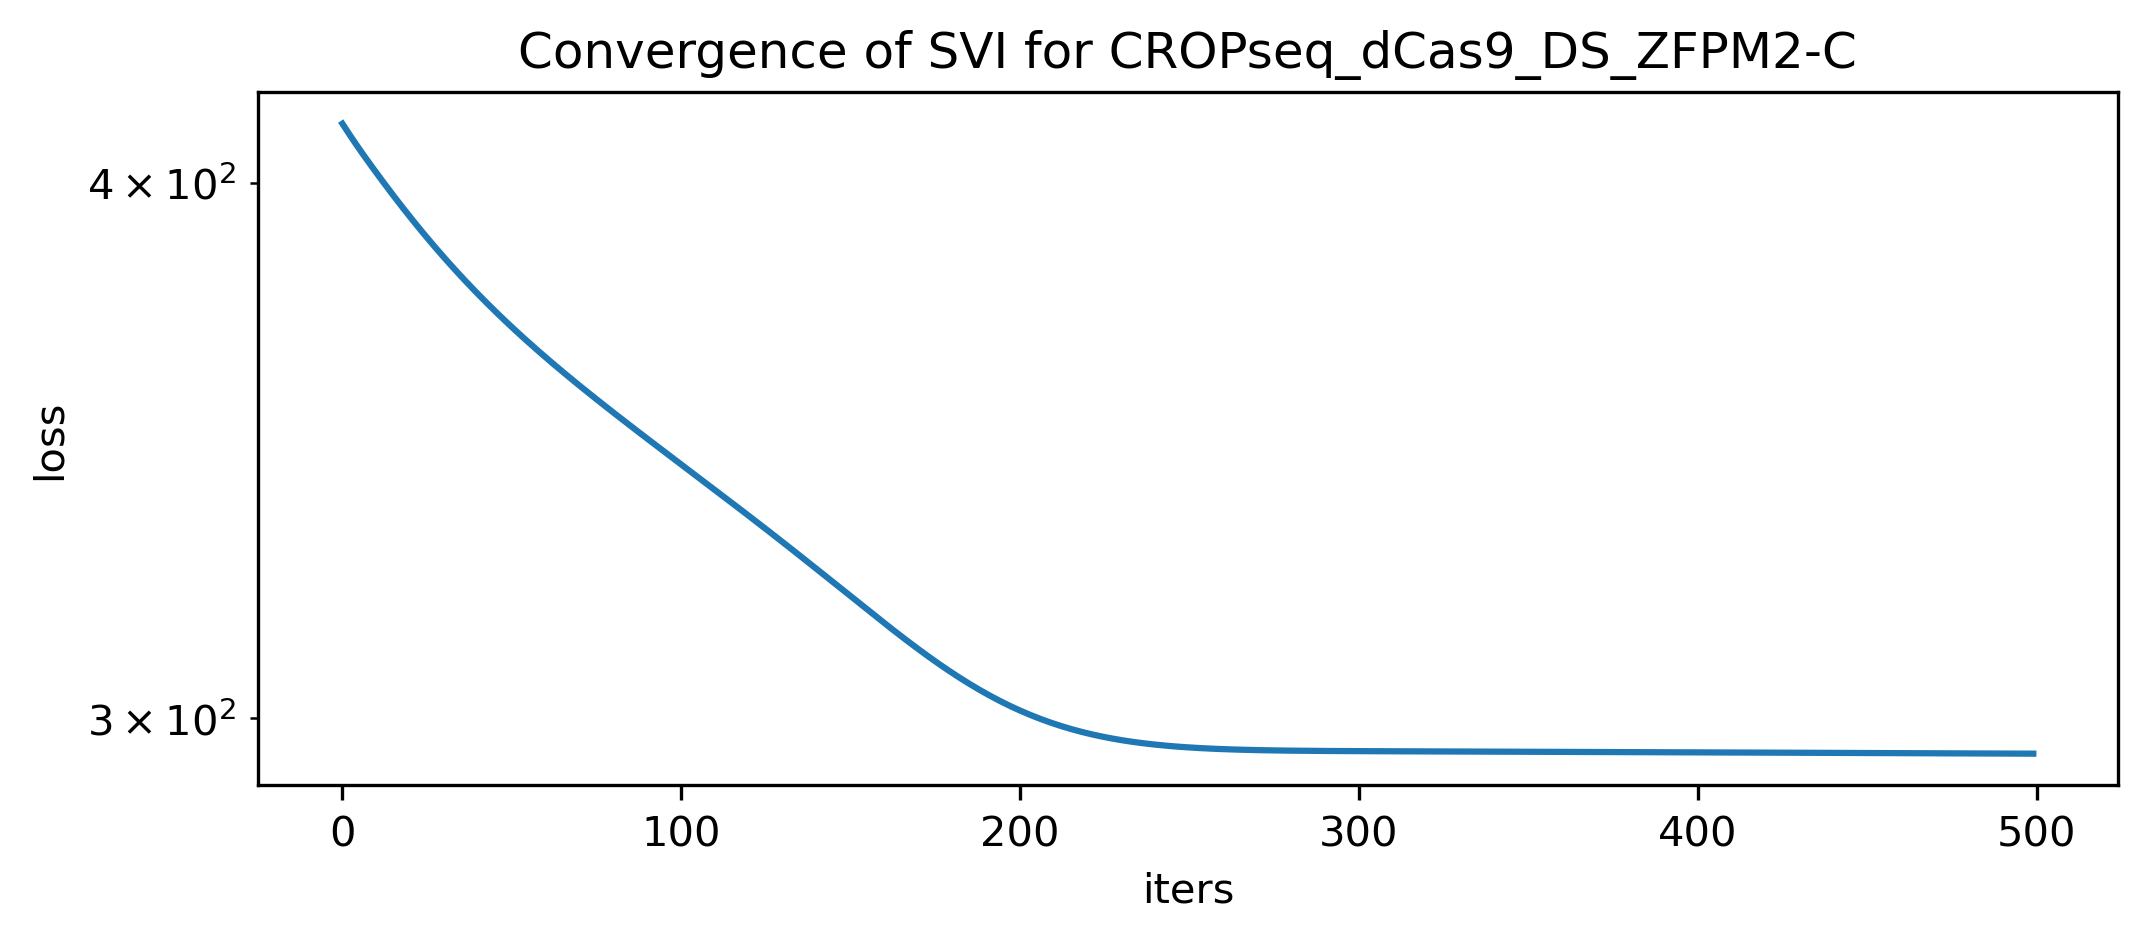 Convergence of SVI for CROPseq_dCas9_DS_ZFPM2-C
4 × 10²
3 × 10²
loss
0 100 200 300 400 500
iters